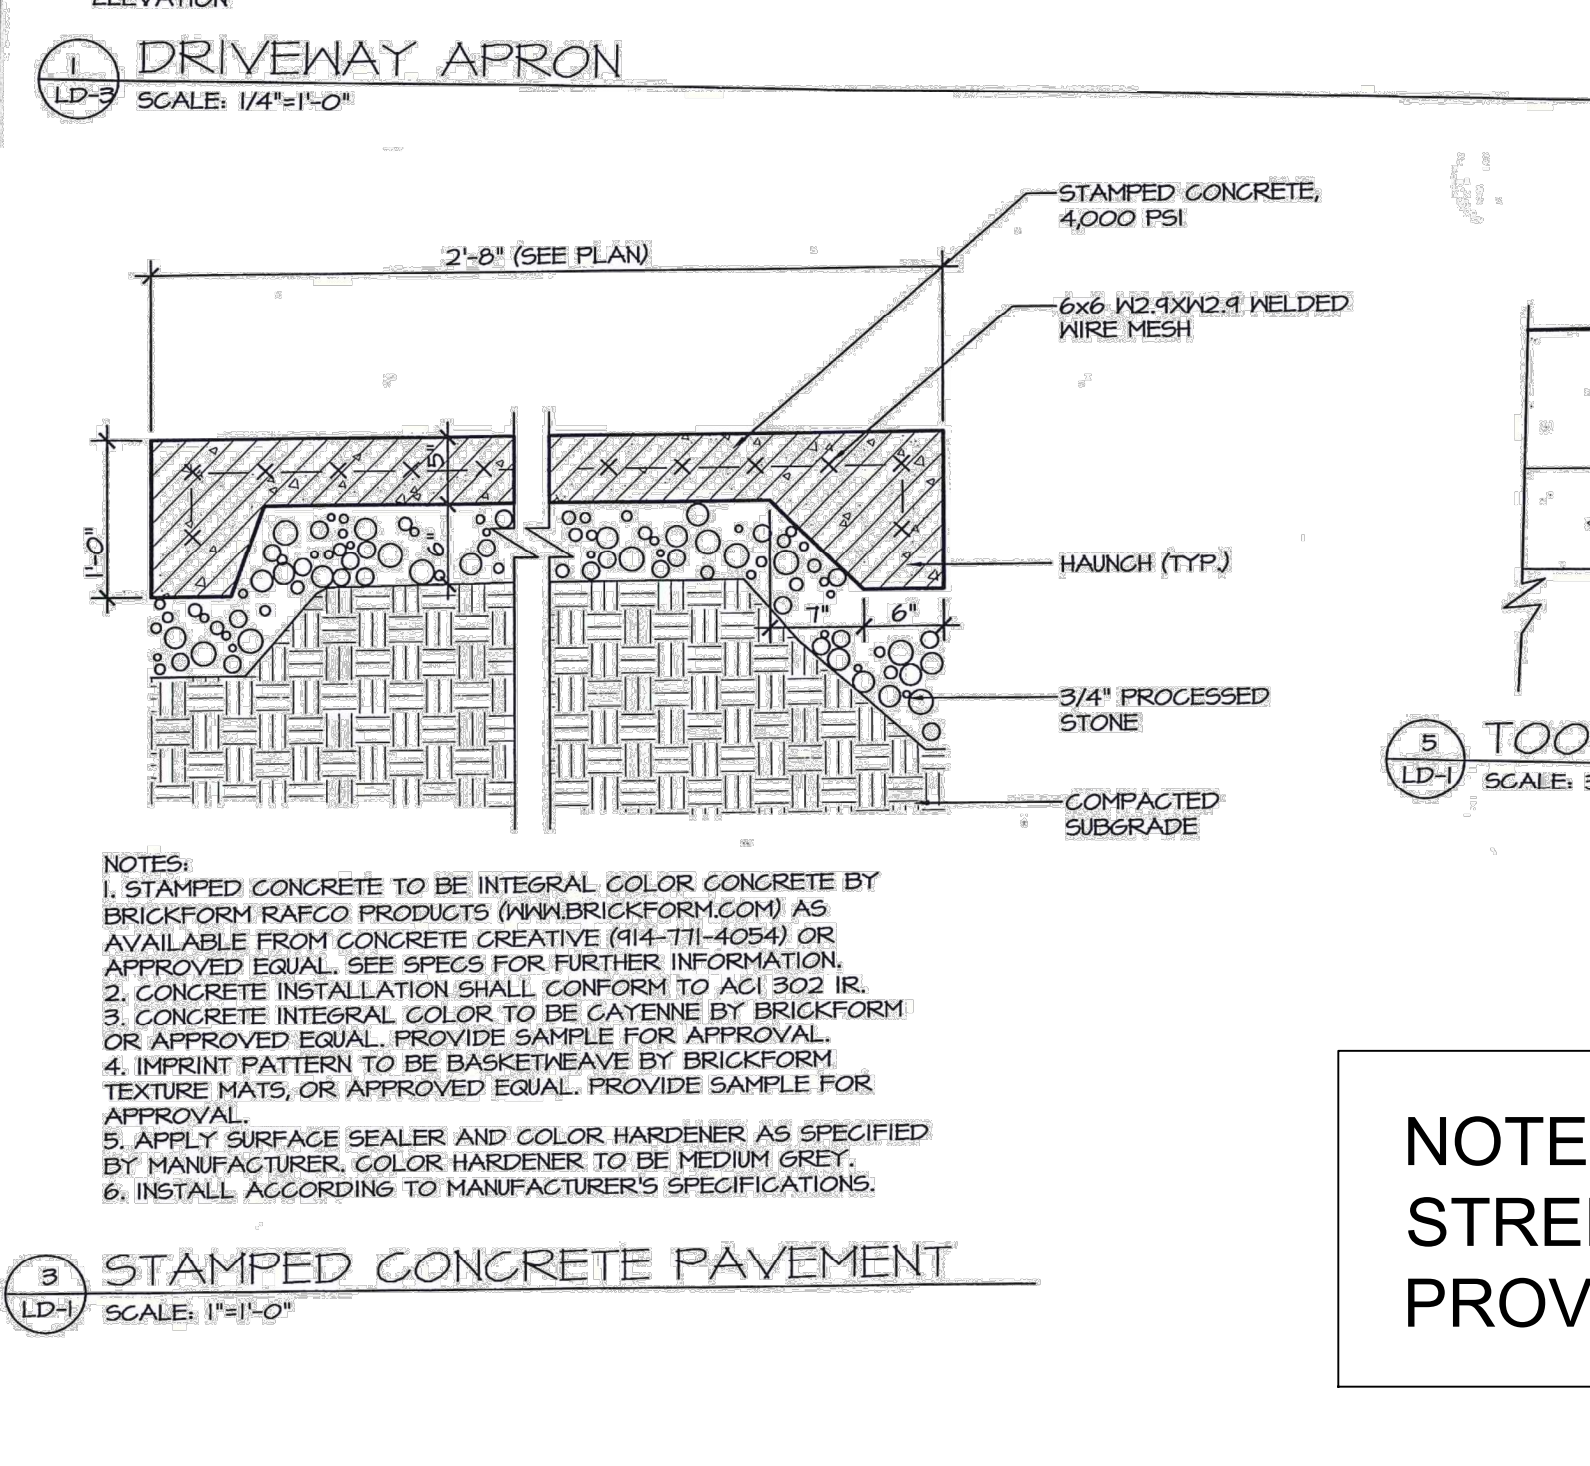 1
LD-3
DRIVEWAY APRON
SCALE: 1/4"=1'-0"
STAMPED CONCRETE,
4,000 PSI
2'-8" (SEE PLAN)
6x6 W2.9XW2.9 WELDED
WIRE MESH
5"
1'-0"
6"
HAUNCH (TYP.)
7"
6"
3/4" PROCESSED
STONE
COMPACTED
SUBGRADE
5
LD-1
TOO
SCALE:
NOTES:
1. STAMPED CONCRETE TO BE INTEGRAL COLOR CONCRETE BY
BRICKFORM RAFCO PRODUCTS (WWW.BRICKFORM.COM) AS
AVAILABLE FROM CONCRETE CREATIVE (914-771-4054) OR
APPROVED EQUAL. SEE SPECS FOR FURTHER INFORMATION.
2. CONCRETE INSTALLATION SHALL CONFORM TO ACI 302 IR.
3. CONCRETE INTEGRAL COLOR TO BE CAYENNE BY BRICKFORM
OR APPROVED EQUAL. PROVIDE SAMPLE FOR APPROVAL.
4. IMPRINT PATTERN TO BE BASKETWEAVE BY BRICKFORM
TEXTURE MATS, OR APPROVED EQUAL. PROVIDE SAMPLE FOR
APPROVAL.
5. APPLY SURFACE SEALER AND COLOR HARDENER AS SPECIFIED
BY MANUFACTURER. COLOR HARDENER TO BE MEDIUM GREY.
6. INSTALL ACCORDING TO MANUFACTURER'S SPECIFICATIONS.
3
LD-1
STAMPED CONCRETE PAVEMENT
SCALE: 1"=1'-0"
NOTE
STREE
PROV